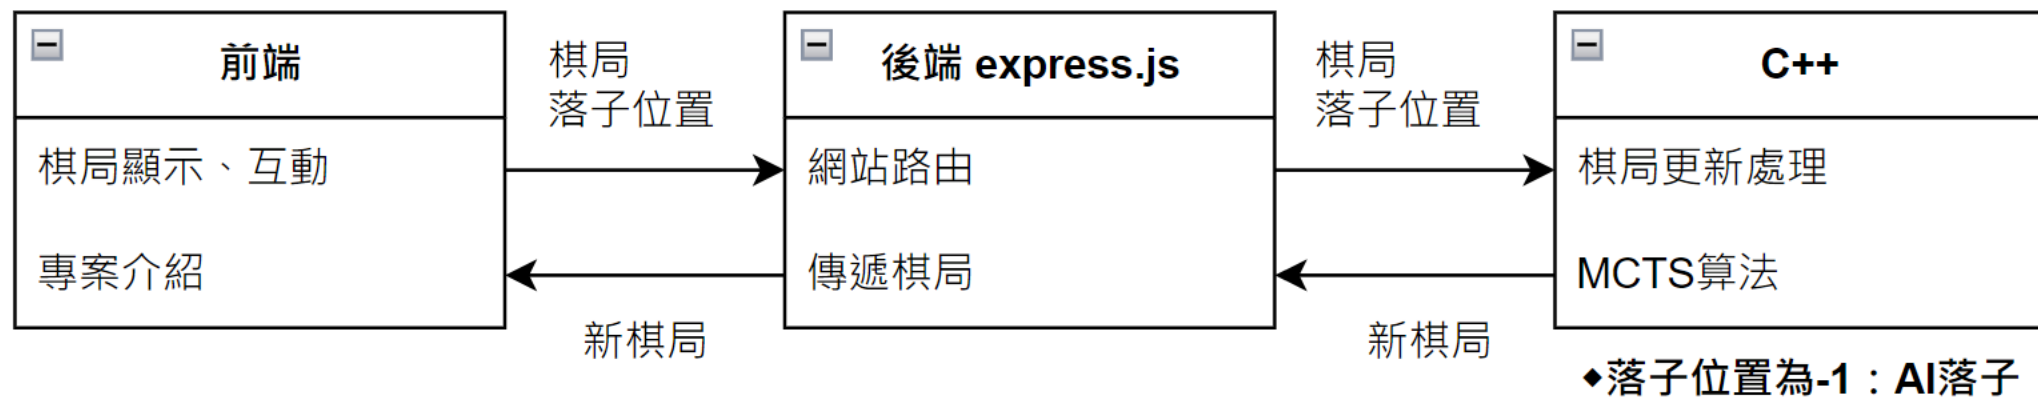 前端
棋局顯示、互動
專案介紹
棋局
落子位置
新棋局
後端 express.js
網站路由
傳遞棋局
棋局
落子位置
新棋局
C++
棋局更新處理
MCTS算法
◆落子位置為-1：AI落子